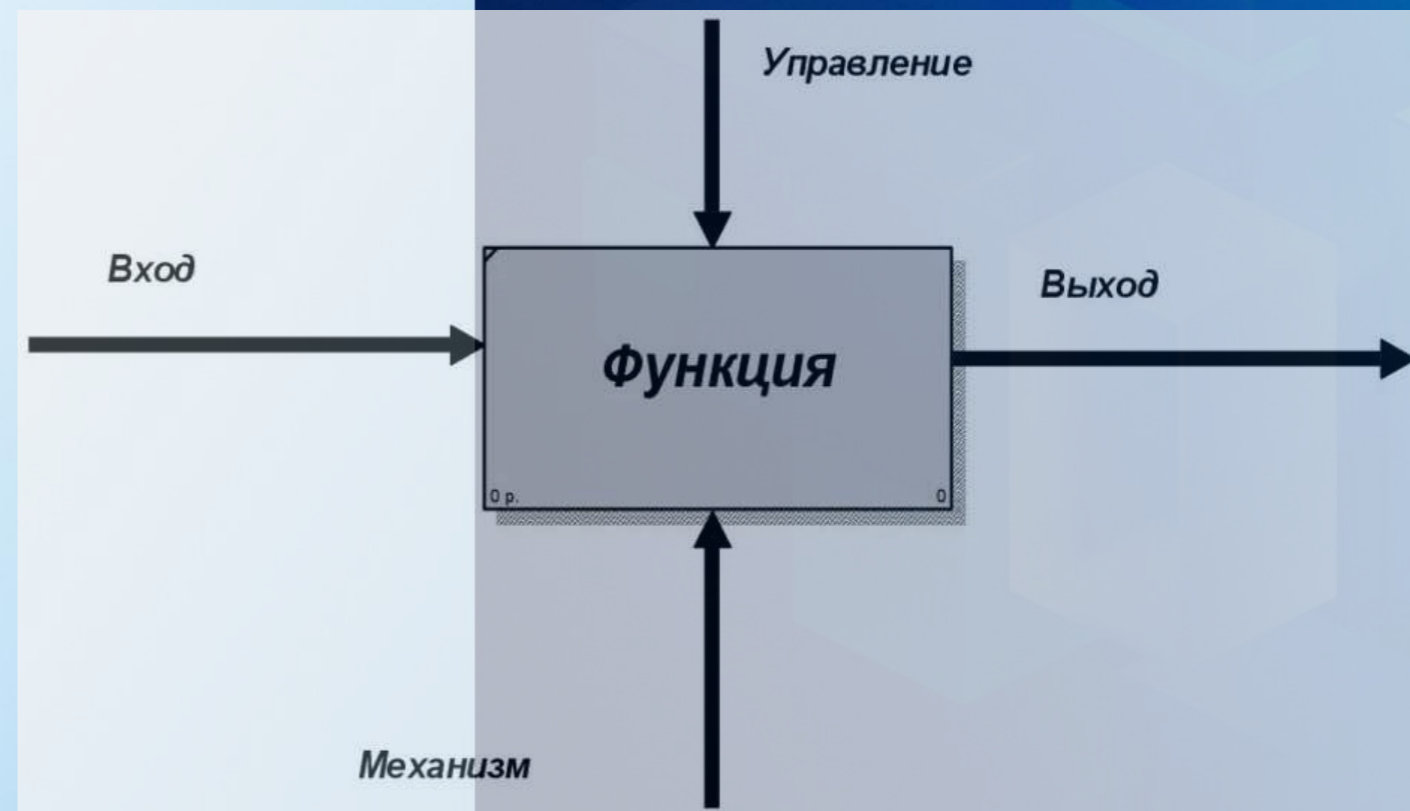 Управление
Вход
Выход
Функция
0 р.
0
Механизм